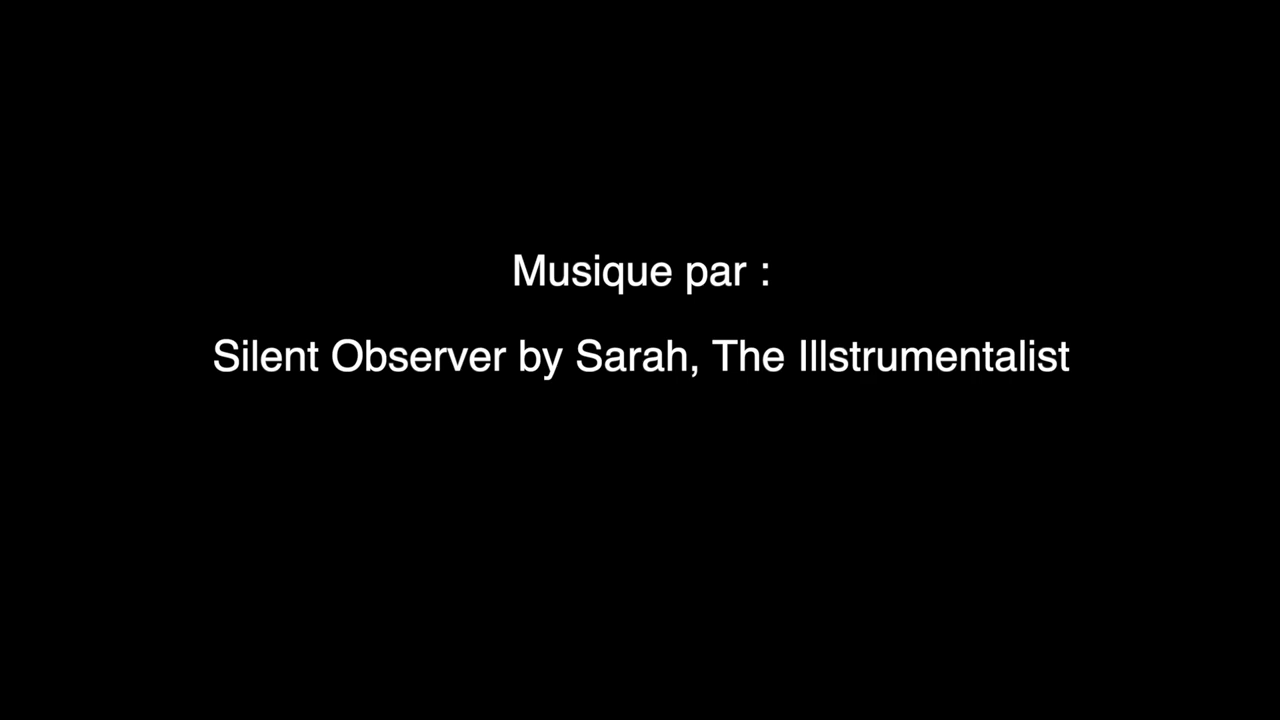 Musique par :
Silent Observer by Sarah, The Illstrumentalist